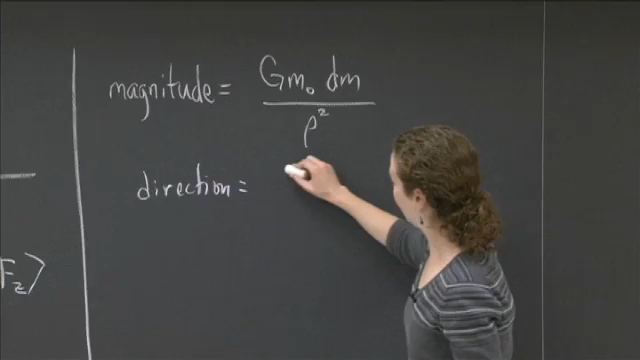 magnitude = Gm₀ dm / ρ²
direction =
F_z⟩